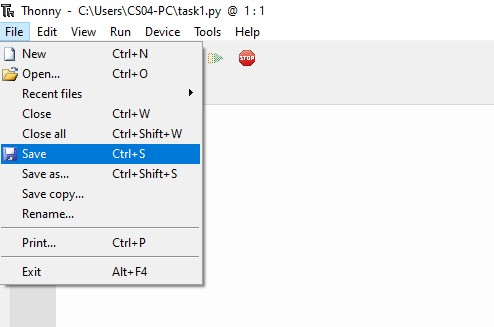 Thonny - C:\Users\CS04-PC\task1.py @ 1 : 1
File Edit View Run Device Tools Help
New Ctrl+N
Open... Ctrl+O
Recent files
Close Ctrl+W
Close all Ctrl+Shift+W
Save Ctrl+S
Save as... Ctrl+Shift+S
Save copy...
Rename...
Print... Ctrl+P
Exit Alt+F4
STOP